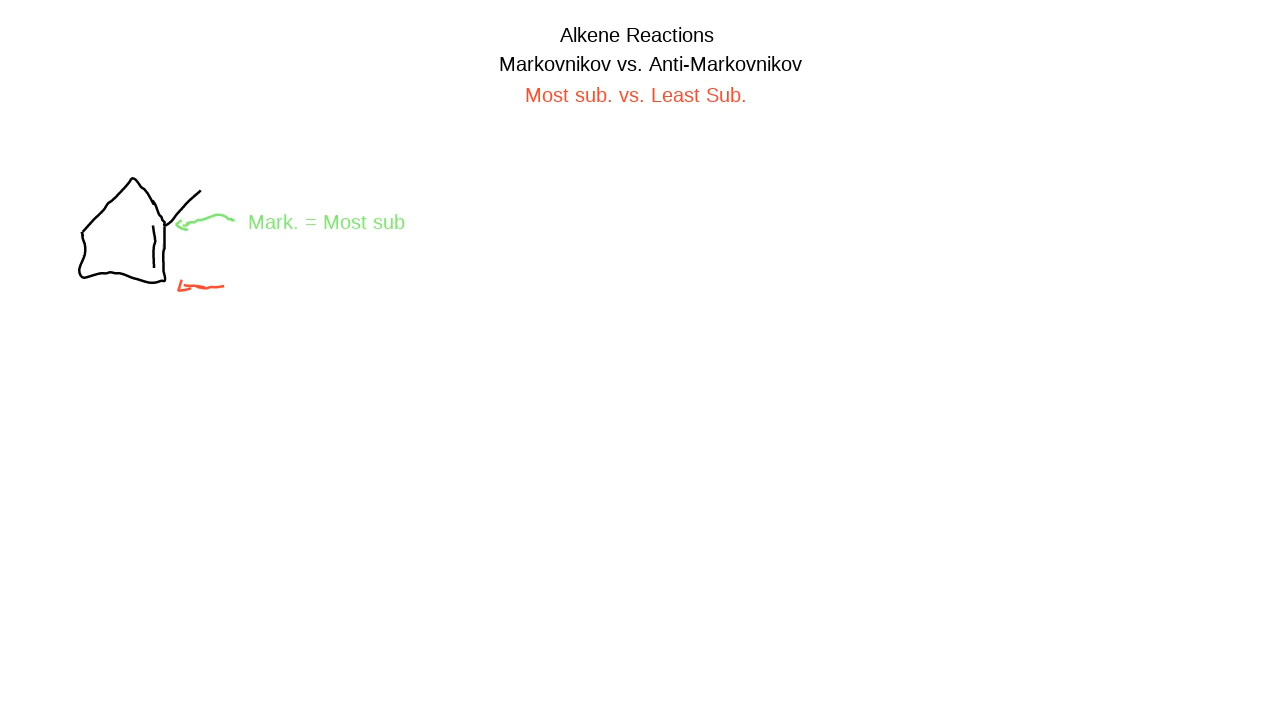 Alkene Reactions
Markovnikov vs. Anti-Markovnikov
Most sub. vs. Least Sub.
Mark. = Most sub